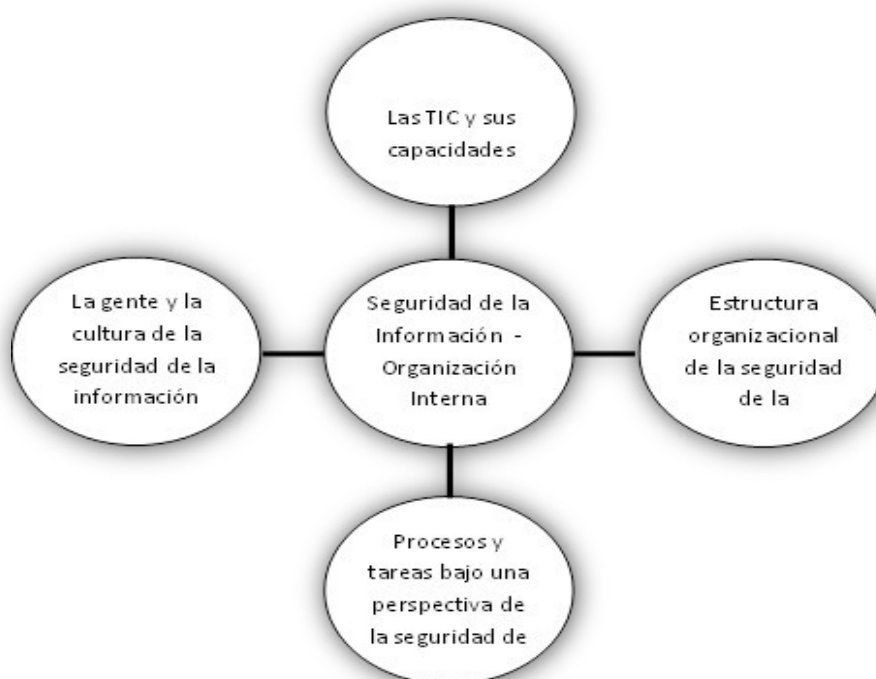 Las TIC y sus
capacidades
La gente y la
cultura de la
seguridad de la
información
Seguridad de la
Información -
Organización
Interna
Estructura
organizacional
de la seguridad
de la
Procesos y
tareas bajo una
perspectiva de
la seguridad de